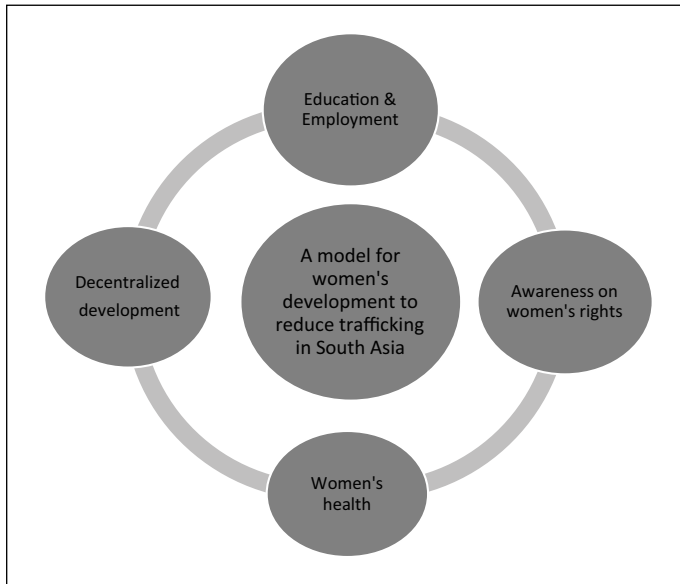 Education &
Employment
Decentralized
development
A model for
women's
development to
reduce trafficking
in South Asia
Awareness on
women's rights
Women's
health